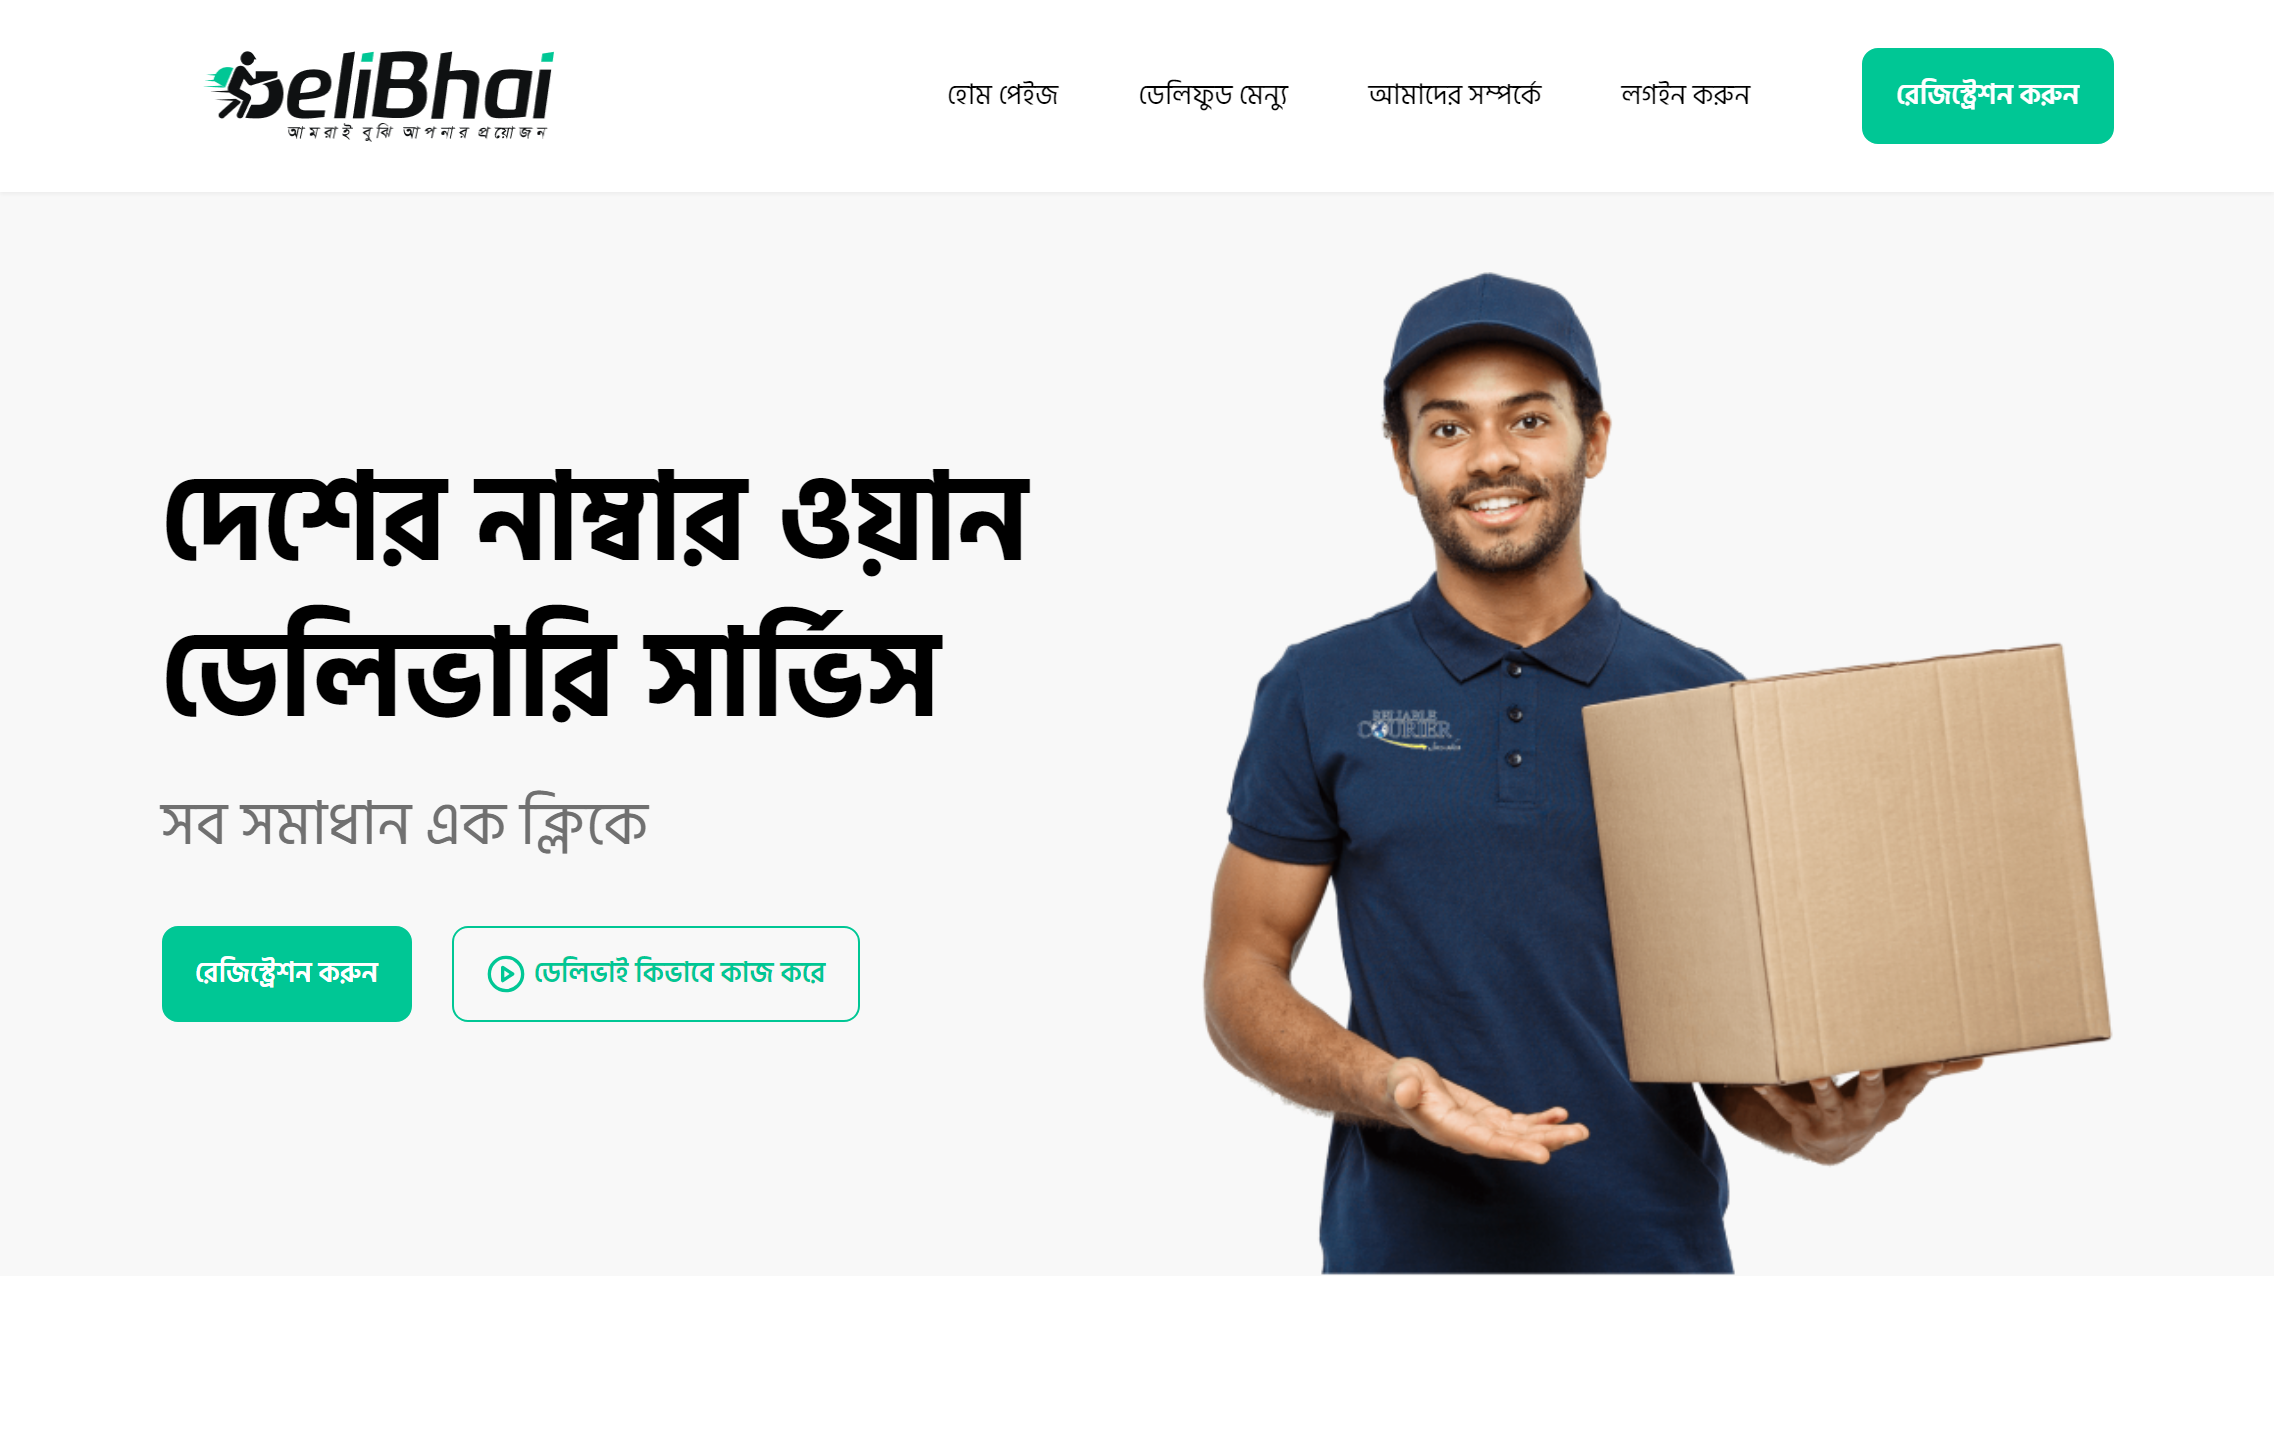 DeliBhai
আমরাই বুঝি আপনার প্রয়োজন
হোম পেইজ
ডেলিফুড মেন্যু
আমাদের সম্পর্কে
লগইন করুন
রেজিস্ট্রেশন করুন
দেশের নাম্বার ওয়ান
ডেলিভারি সার্ভিস
সব সমাধান এক ক্লিকে
রেজিস্ট্রেশন করুন
ডেলিভাই কিভাবে কাজ করে
RELIABLE
COURIER